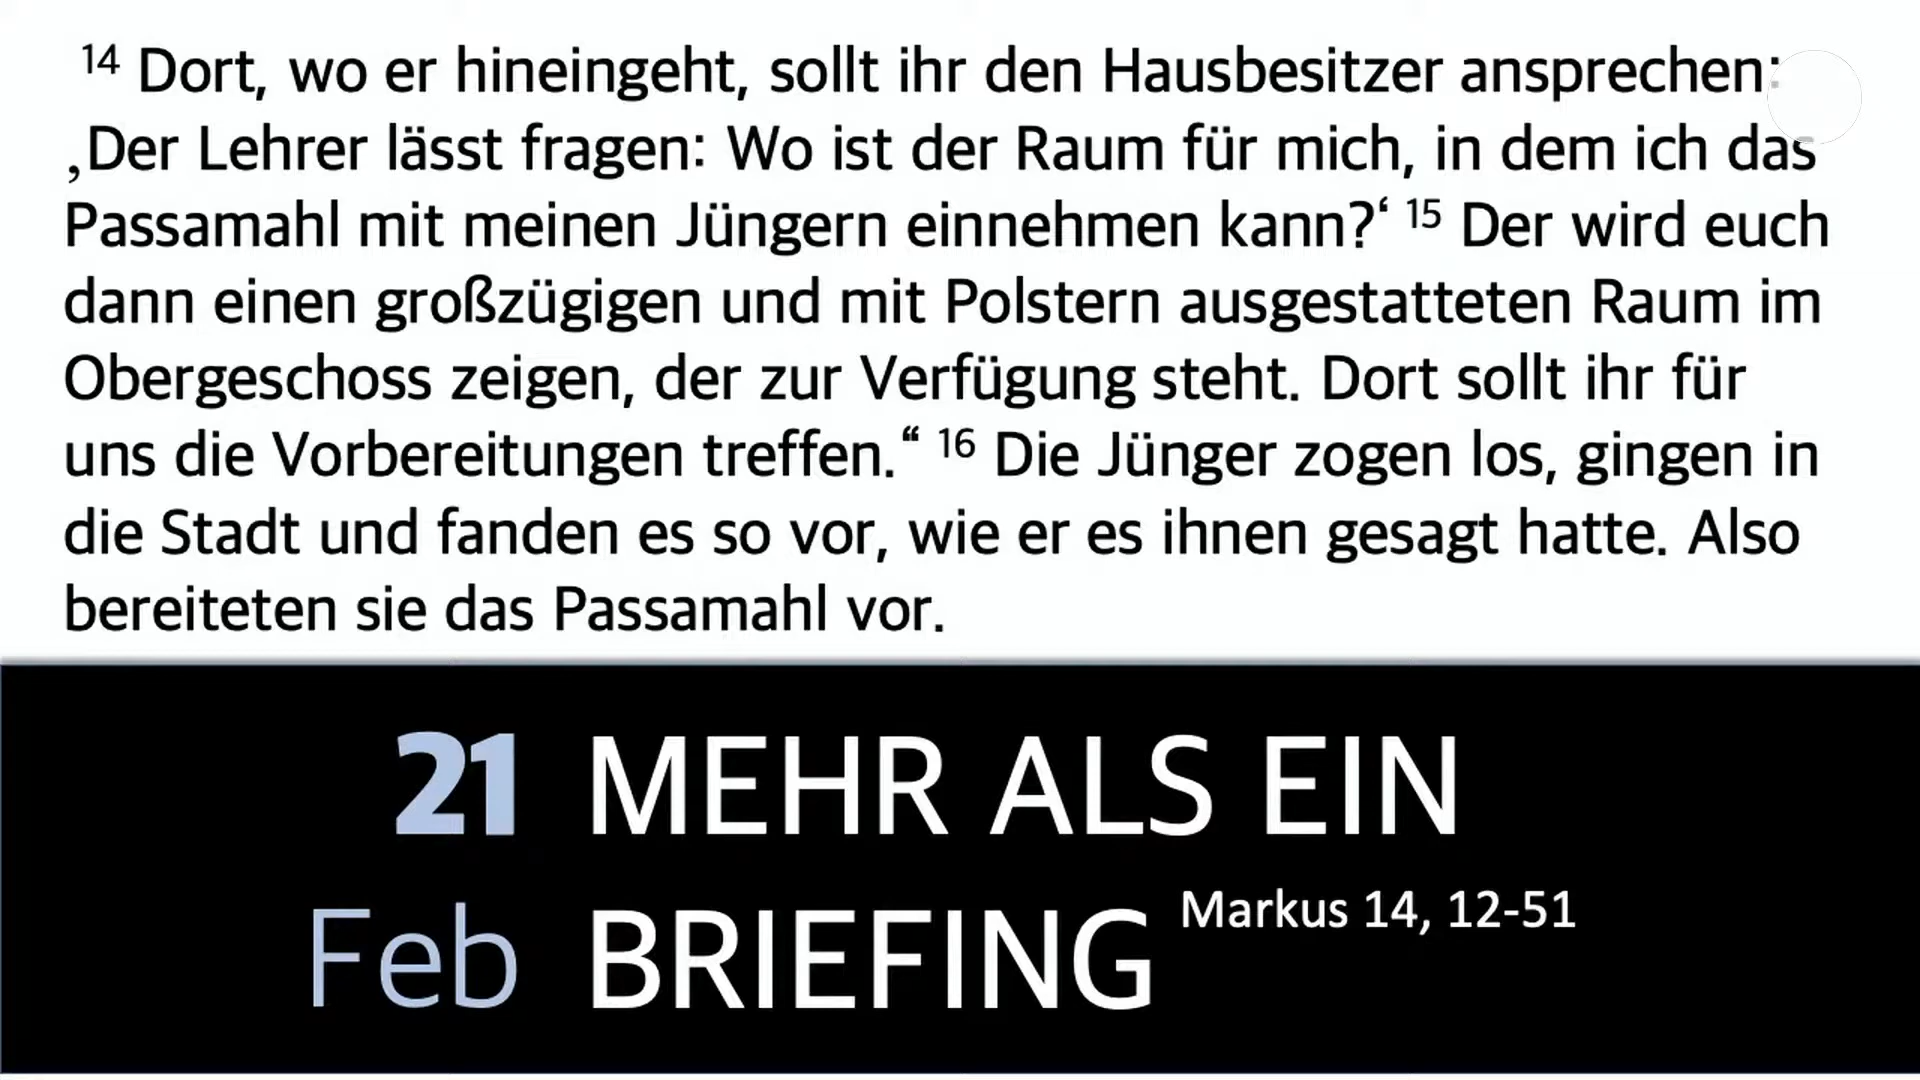 14 Dort, wo er hineingeht, sollt ihr den Hausbesitzer ansprechen:
‚Der Lehrer lässt fragen: Wo ist der Raum für mich, in dem ich das
Passamahl mit meinen Jüngern einnehmen kann?‘ 15 Der wird euch
dann einen großzügigen und mit Polstern ausgestatteten Raum im
Obergeschoss zeigen, der zur Verfügung steht. Dort sollt ihr für
uns die Vorbereitungen treffen.“ 16 Die Jünger zogen los, gingen in
die Stadt und fanden es so vor, wie er es ihnen gesagt hatte. Also
bereiteten sie das Passamahl vor.
21 MEHR ALS EIN
Feb BRIEFING Markus 14, 12-51